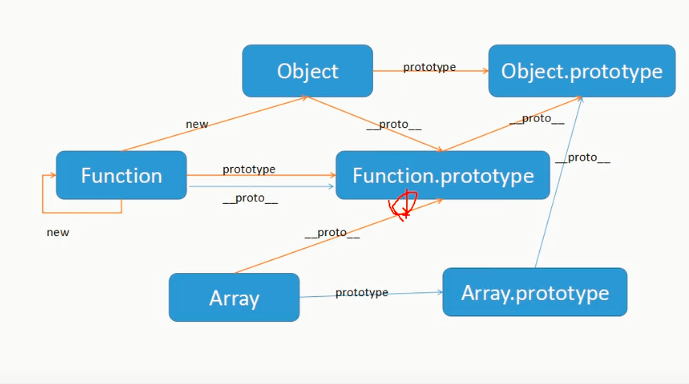 Object
prototype
Object.prototype
new
__proto__
__proto__
__proto__
Function
prototype
__proto__
Function.prototype
new
__proto__
Array
prototype
Array.prototype